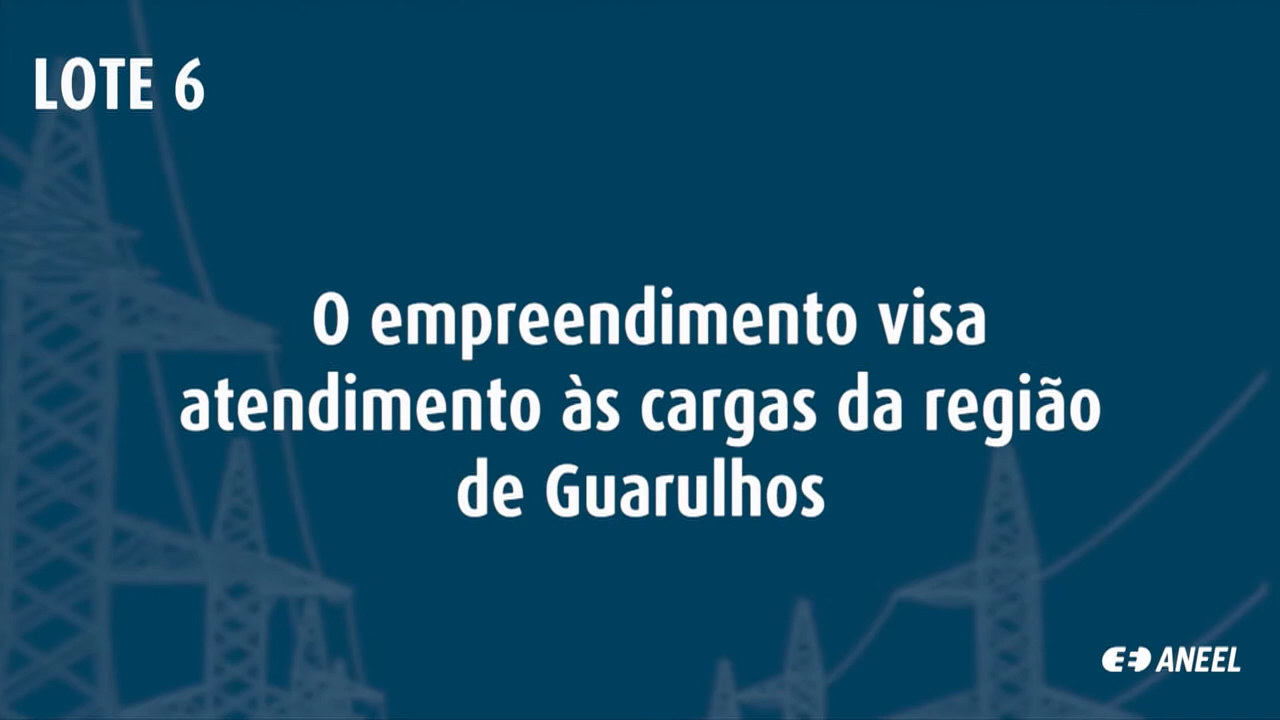 LOTE 6
O empreendimento visa
atendimento às cargas da região
de Guarulhos
ANEEL